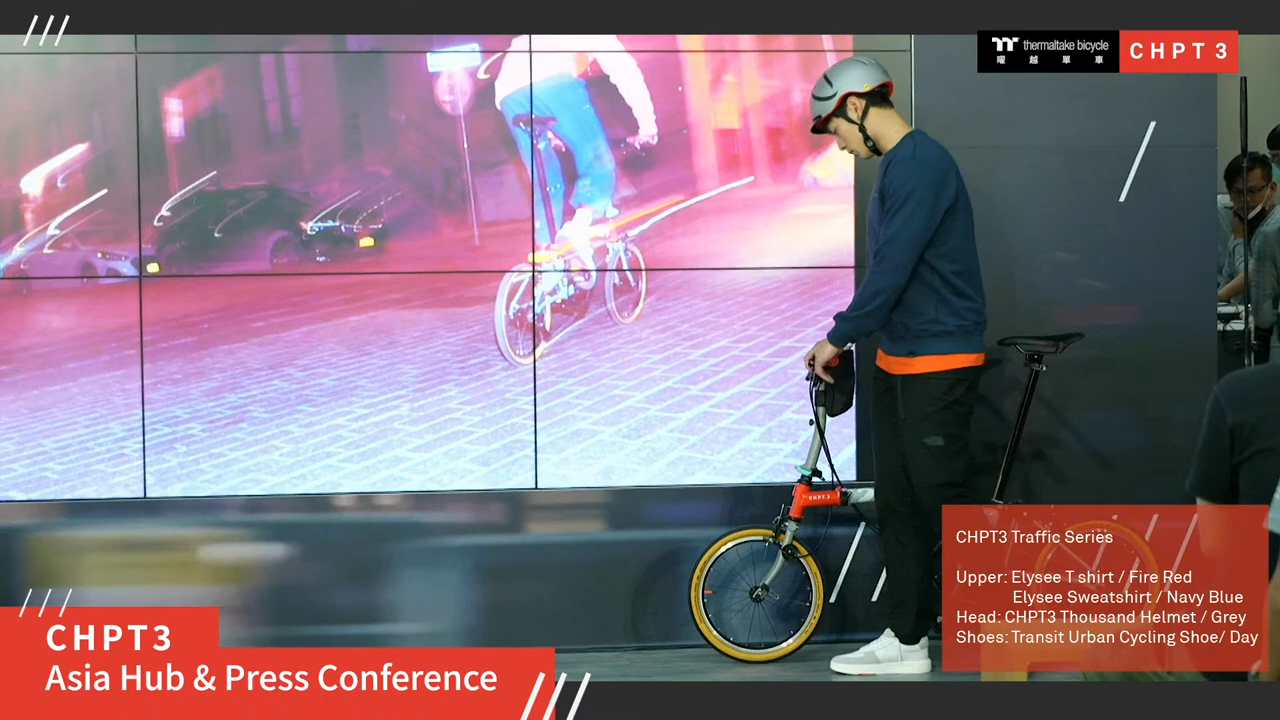 thermaltake bicycle
曜越單車
CHPT3
CHPT3
CHPT3 Traffic Series
Upper: Elysee T shirt / Fire Red
Elysee Sweatshirt / Navy Blue
Head: CHPT3 Thousand Helmet / Grey
Shoes: Transit Urban Cycling Shoe/ Day
CHPT3
Asia Hub & Press Conference